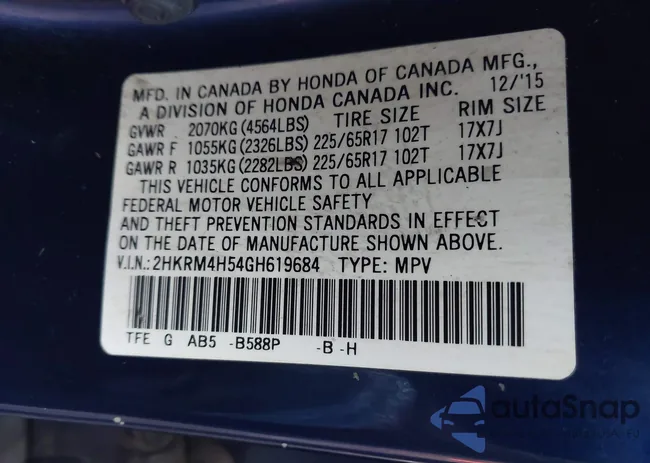 MFD. IN CANADA BY HONDA OF CANADA MFG.,
A DIVISION OF HONDA CANADA INC. 12/'15
GVWR 2070KG(4564LBS) TIRE SIZE RIM SIZE
GAWR F 1055KG(2326LBS) 225/65R17 102T 17X7J
GAWR R 1035KG(2282LBS) 225/65R17 102T 17X7J
THIS VEHICLE CONFORMS TO ALL APPLICABLE
FEDERAL MOTOR VEHICLE SAFETY
AND THEFT PREVENTION STANDARDS IN EFFECT
ON THE DATE OF MANUFACTURE SHOWN ABOVE.
V.I.N.:2HKRM4H54GH619684 TYPE: MPV
TFE G AB5 -B588P -B -H
autoSnap